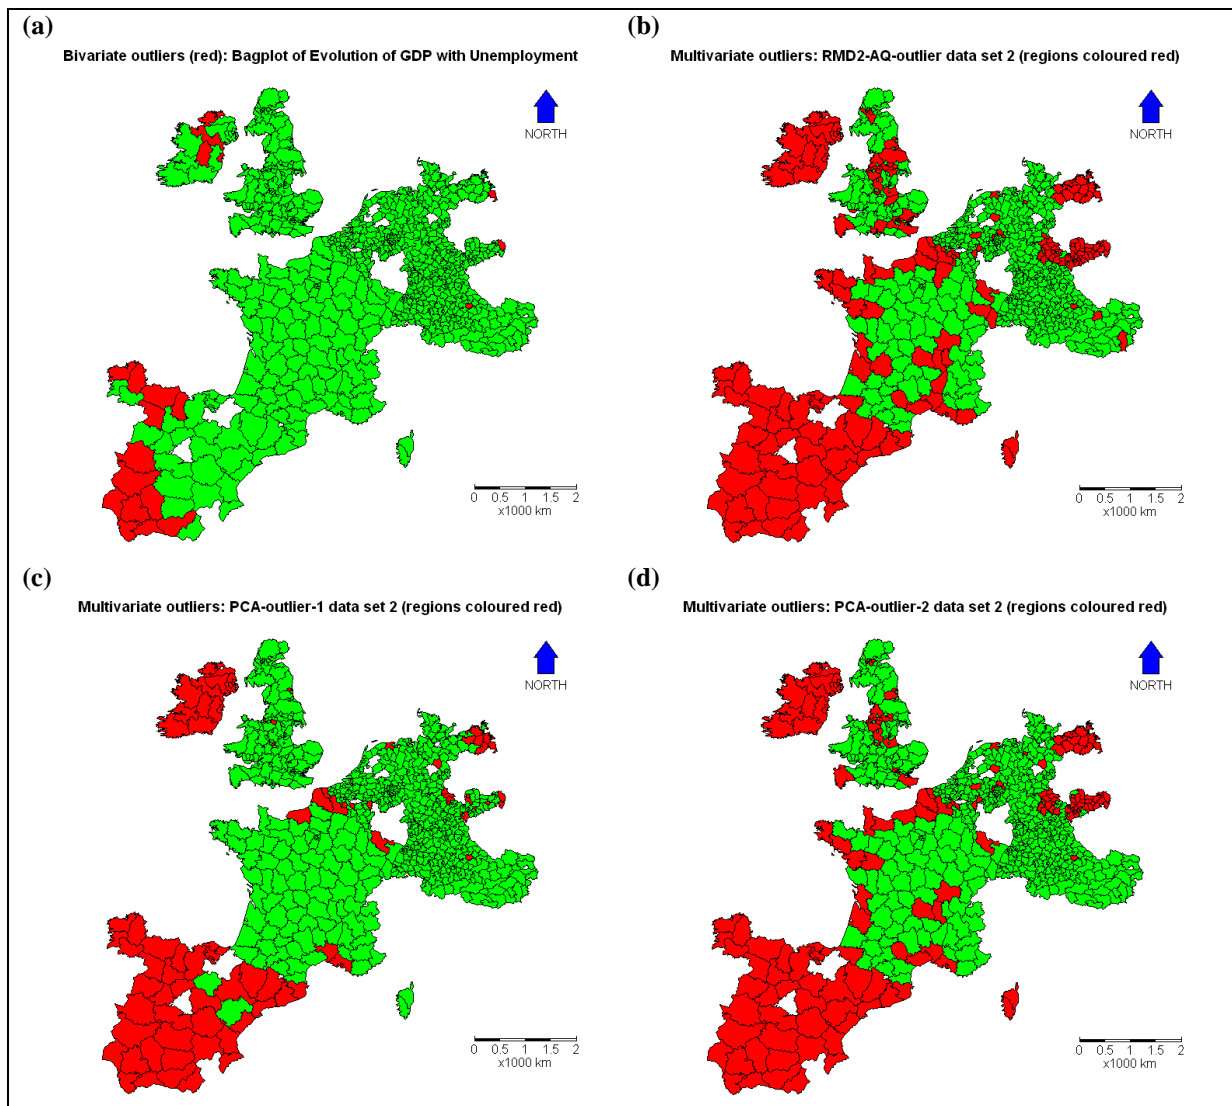 (a)
Bivariate outliers (red): Bagplot of Evolution of GDP with Unemployment
NORTH
0 0.5 1 1.5 2
x1000 km
(b)
Multivariate outliers: RMD2-AQ-outlier data set 2 (regions coloured red)
NORTH
0 0.5 1 1.5 2
x1000 km
(c)
Multivariate outliers: PCA-outlier-1 data set 2 (regions coloured red)
NORTH
0 0.5 1 1.5 2
x1000 km
(d)
Multivariate outliers: PCA-outlier-2 data set 2 (regions coloured red)
NORTH
0 0.5 1 1.5 2
x1000 km